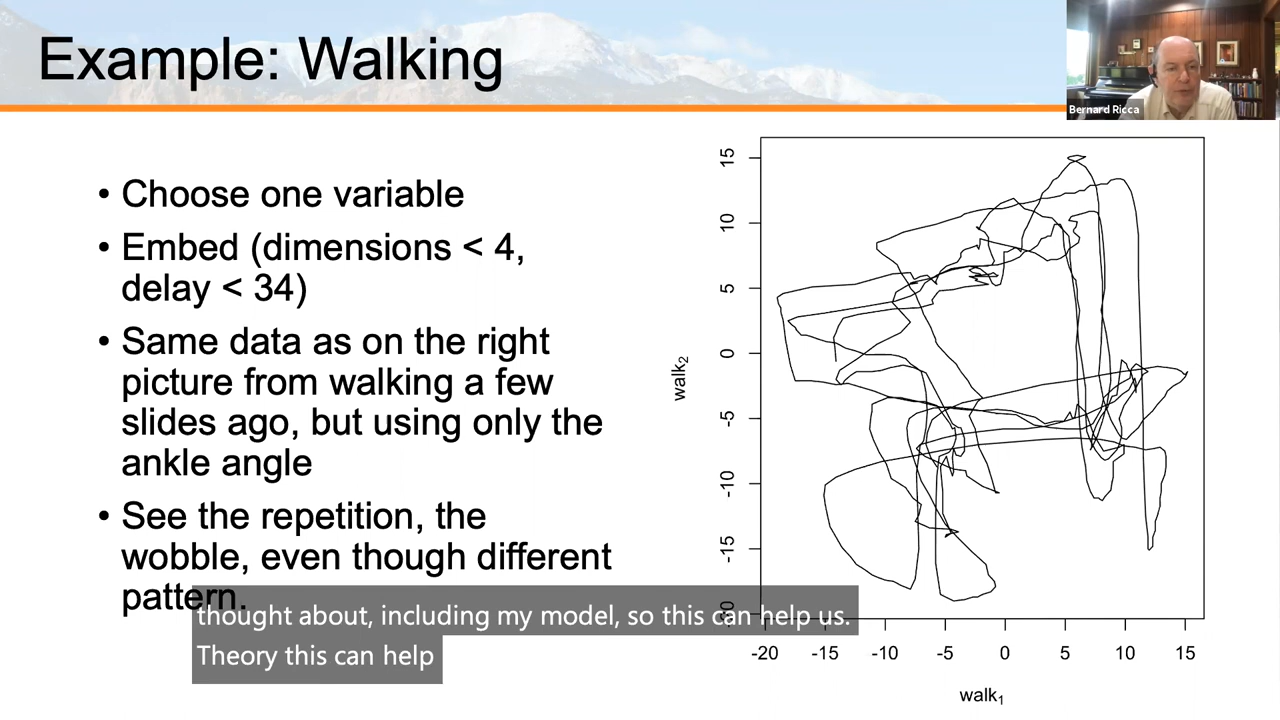 Example: Walking
Bernard Ricca
• Choose one variable
• Embed (dimensions < 4,
delay < 34)
• Same data as on the right
picture from walking a few
slides ago, but using only the
ankle angle
• See the repetition, the
wobble, even though different
pattern.
thought about, including my model, so this can help us.
Theory this can help
walk₂
15
10
5
0
-5
-10
-15
-20
-20 -15 -10 -5 0 5 10 15
walk₁